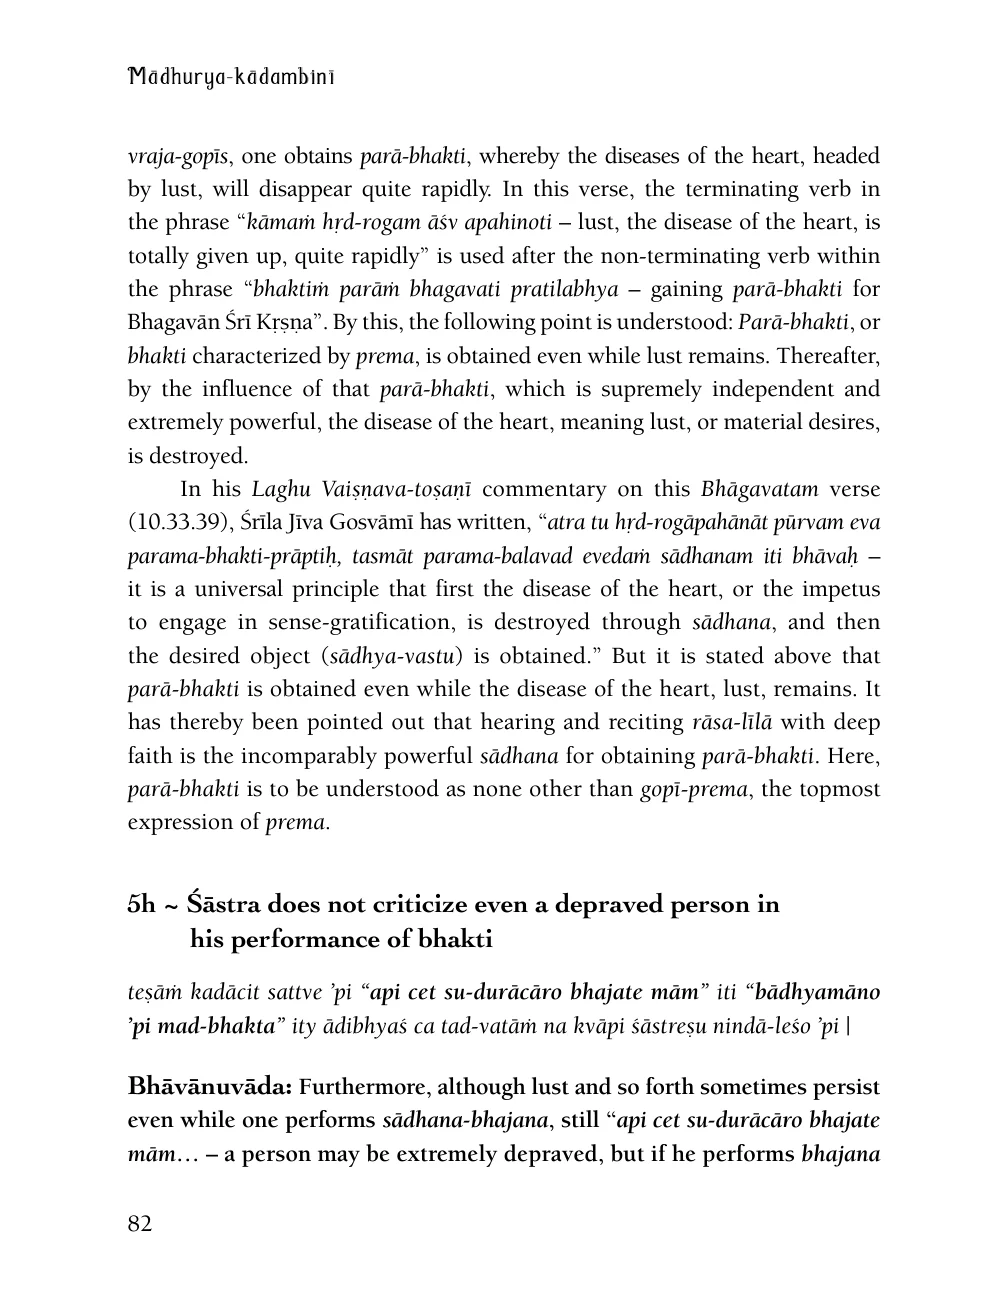 Mādhurya-kādambinī
vraja-gopīs, one obtains parā-bhakti, whereby the diseases of the heart, headed
by lust, will disappear quite rapidly. In this verse, the terminating verb in
the phrase “kāmaṁ hṛd-rogam āśv apahinoti – lust, the disease of the heart, is
totally given up, quite rapidly” is used after the non-terminating verb within
the phrase “bhaktiṁ parāṁ bhagavati pratilabhya – gaining parā-bhakti for
Bhagavān Śrī Kṛṣṇa”. By this, the following point is understood: Parā-bhakti, or
bhakti characterized by prema, is obtained even while lust remains. Thereafter,
by the influence of that parā-bhakti, which is supremely independent and
extremely powerful, the disease of the heart, meaning lust, or material desires,
is destroyed.
In his Laghu Vaiṣṇava-toṣaṇī commentary on this Bhāgavatam verse
(10.33.39), Śrīla Jīva Gosvāmī has written, “atra tu hṛd-rogāpahānāt pūrvam eva
parama-bhakti-prāptiḥ, tasmāt parama-balavad evedaṁ sādhanam iti bhāvaḥ –
it is a universal principle that first the disease of the heart, or the impetus
to engage in sense-gratification, is destroyed through sādhana, and then
the desired object (sādhya-vastu) is obtained.” But it is stated above that
parā-bhakti is obtained even while the disease of the heart, lust, remains. It
has thereby been pointed out that hearing and reciting rāsa-līlā with deep
faith is the incomparably powerful sādhana for obtaining parā-bhakti. Here,
parā-bhakti is to be understood as none other than gopī-prema, the topmost
expression of prema.
5h ~ Śāstra does not criticize even a depraved person in
his performance of bhakti
teṣāṁ kadācit sattve ’pi “api cet su-durācāro bhajate mām” iti “bādhyamāno
’pi mad-bhakta” ity ādibhyaś ca tad-vatāṁ na kvāpi śāstreṣu nindā-leśo ’pi |
Bhāvānuvāda: Furthermore, although lust and so forth sometimes persist
even while one performs sādhana-bhajana, still “api cet su-durācāro bhajate
mām… – a person may be extremely depraved, but if he performs bhajana
82